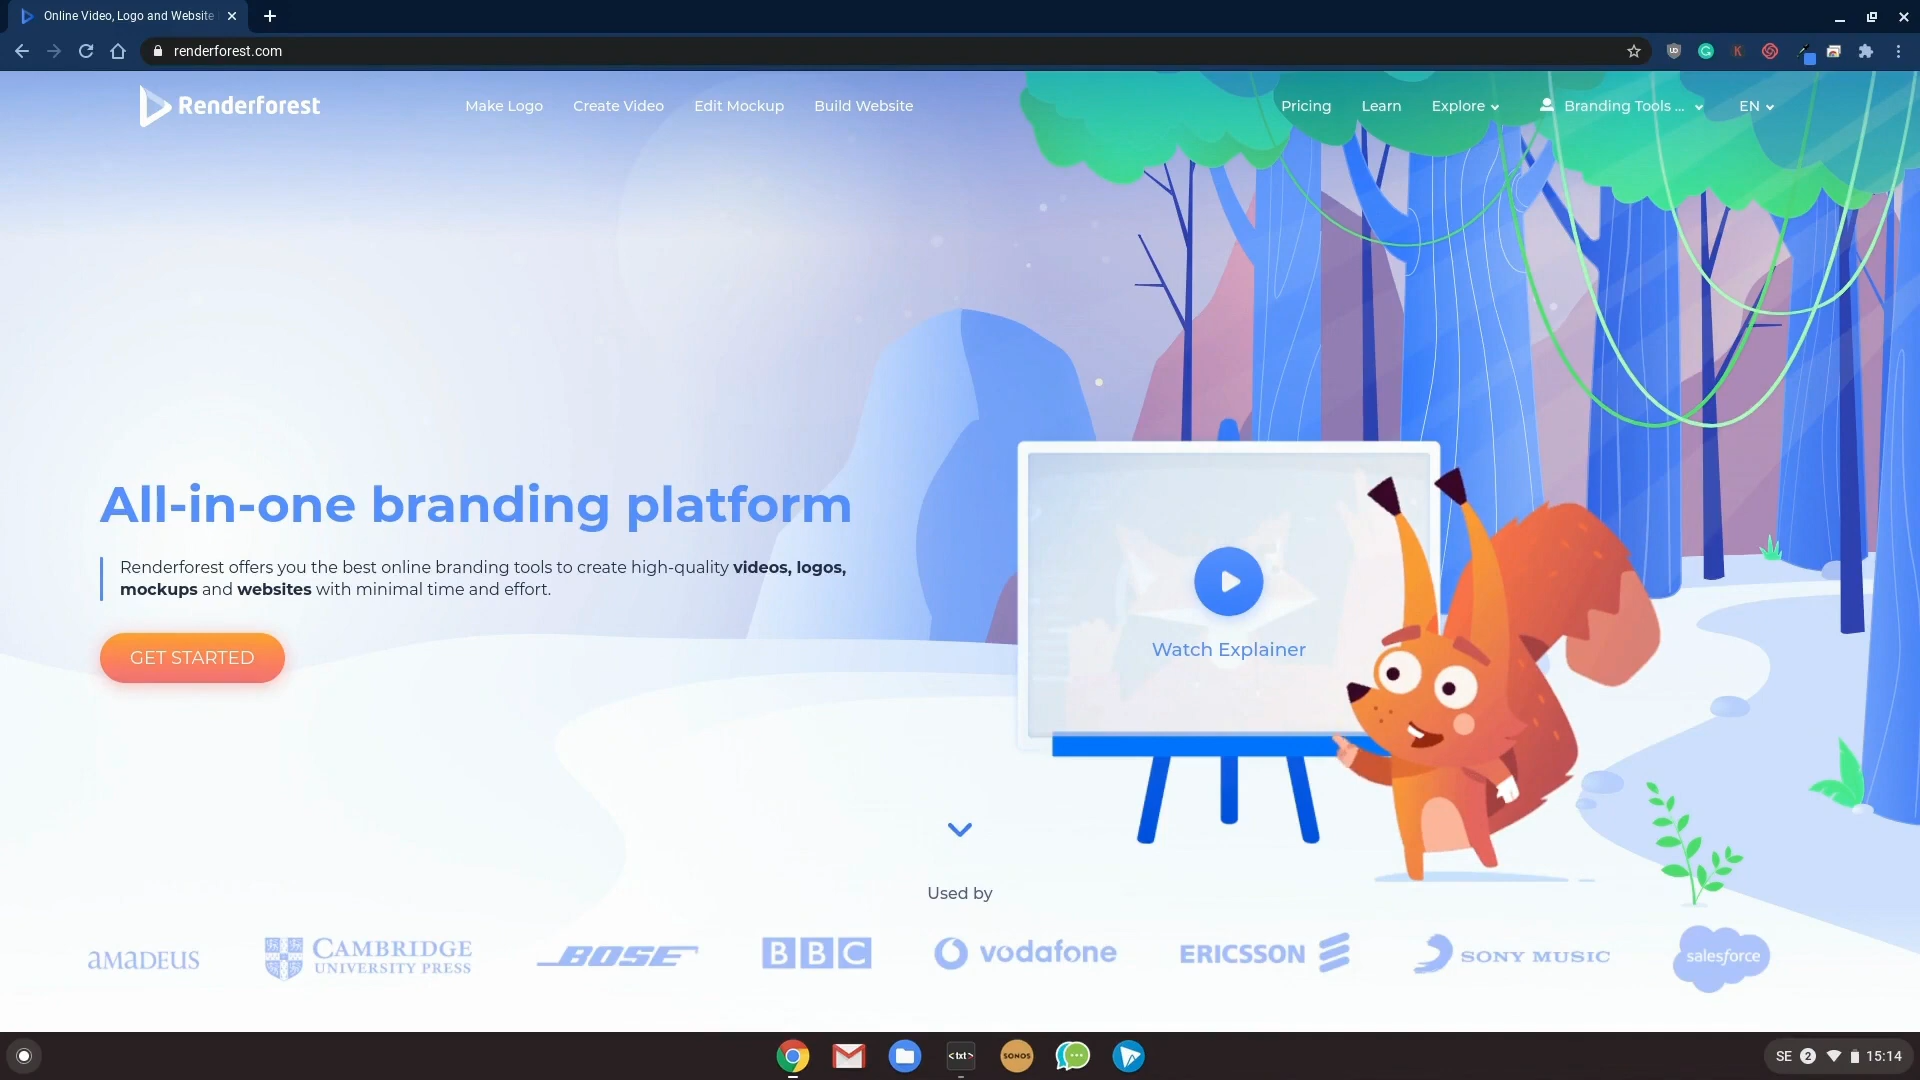 Online Video, Logo and Website
renderforest.com
Renderforest
Make Logo
Create Video
Edit Mockup
Build Website
Pricing
Learn
Explore
Branding Tools ...
EN
All-in-one branding platform
Renderforest offers you the best online branding tools to create high-quality videos, logos,
mockups and websites with minimal time and effort.
GET STARTED
Watch Explainer
Used by
amadeus
CAMBRIDGE
UNIVERSITY PRESS
BOSE
BBC
vodafone
ERICSSON
SONY MUSIC
salesforce
<txt>
SONOS
SE
2
15:14